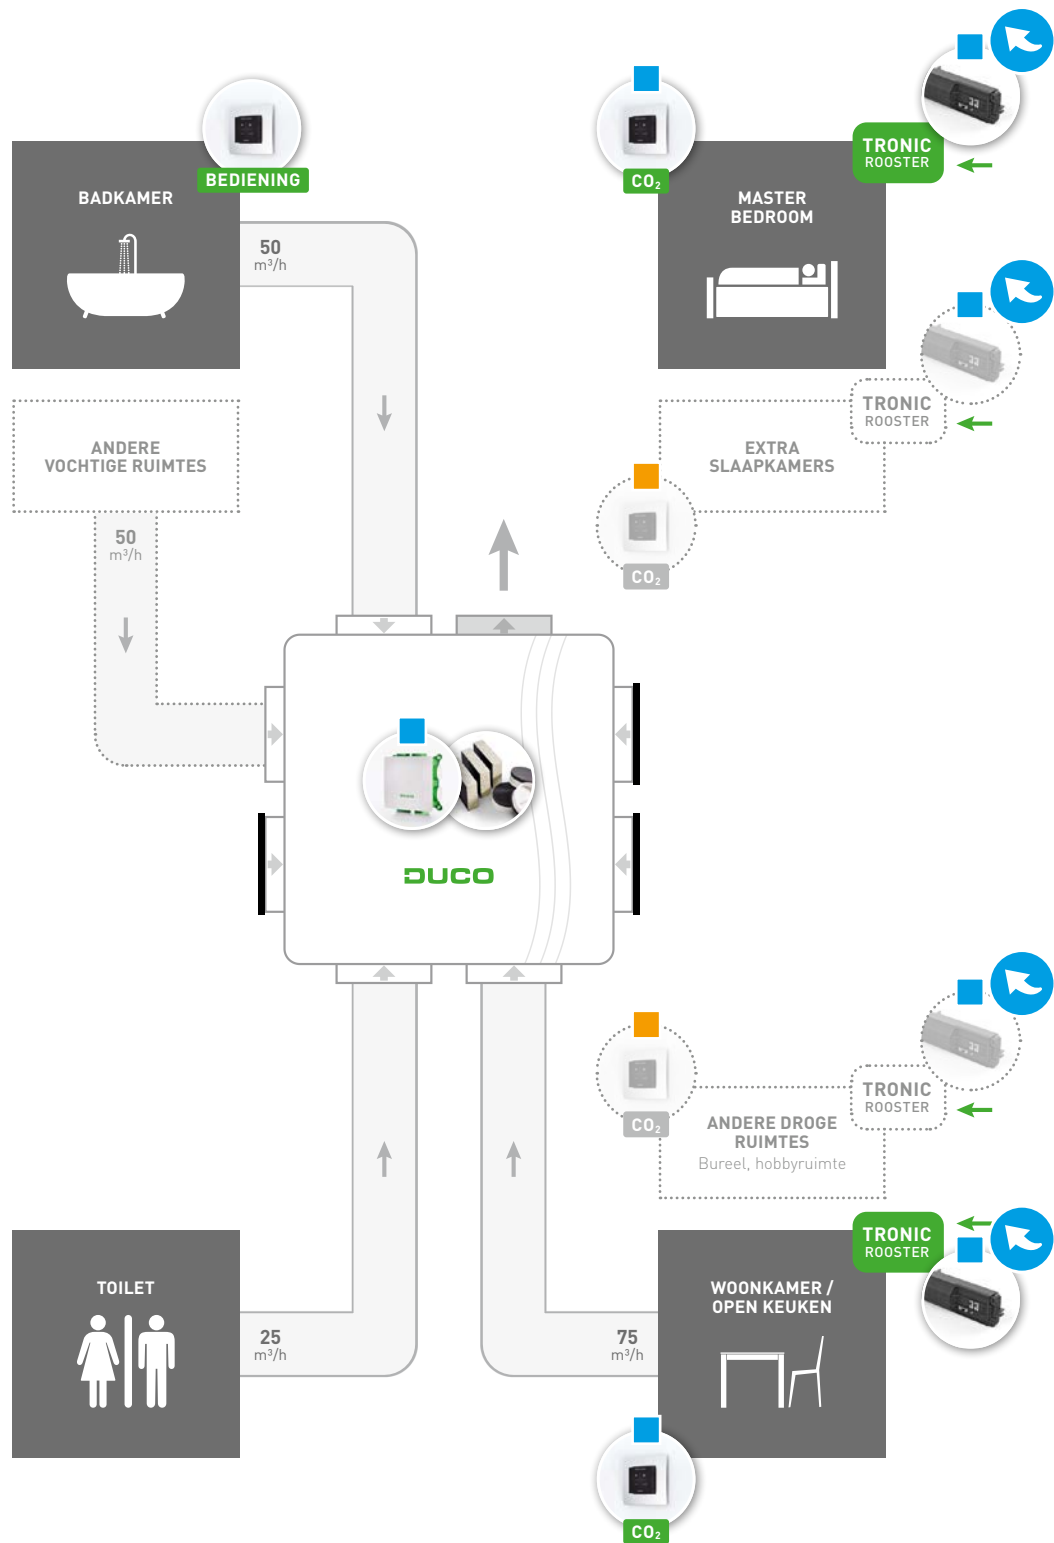 TRONIC
ROOSTER
BEDIENING
CO₂
BADKAMER
MASTER
BEDROOM
50
m³/h
TRONIC
ROOSTER
ANDERE
VOCHTIGE RUIMTES
EXTRA
SLAAPKAMERS
50
m³/h
CO₂
DUCO
TRONIC
ROOSTER
CO₂
ANDERE DROGE
RUIMTES
Bureel, hobbyruimte
TRONIC
ROOSTER
TOILET
WOONKAMER /
OPEN KEUKEN
25
m³/h
75
m³/h
CO₂